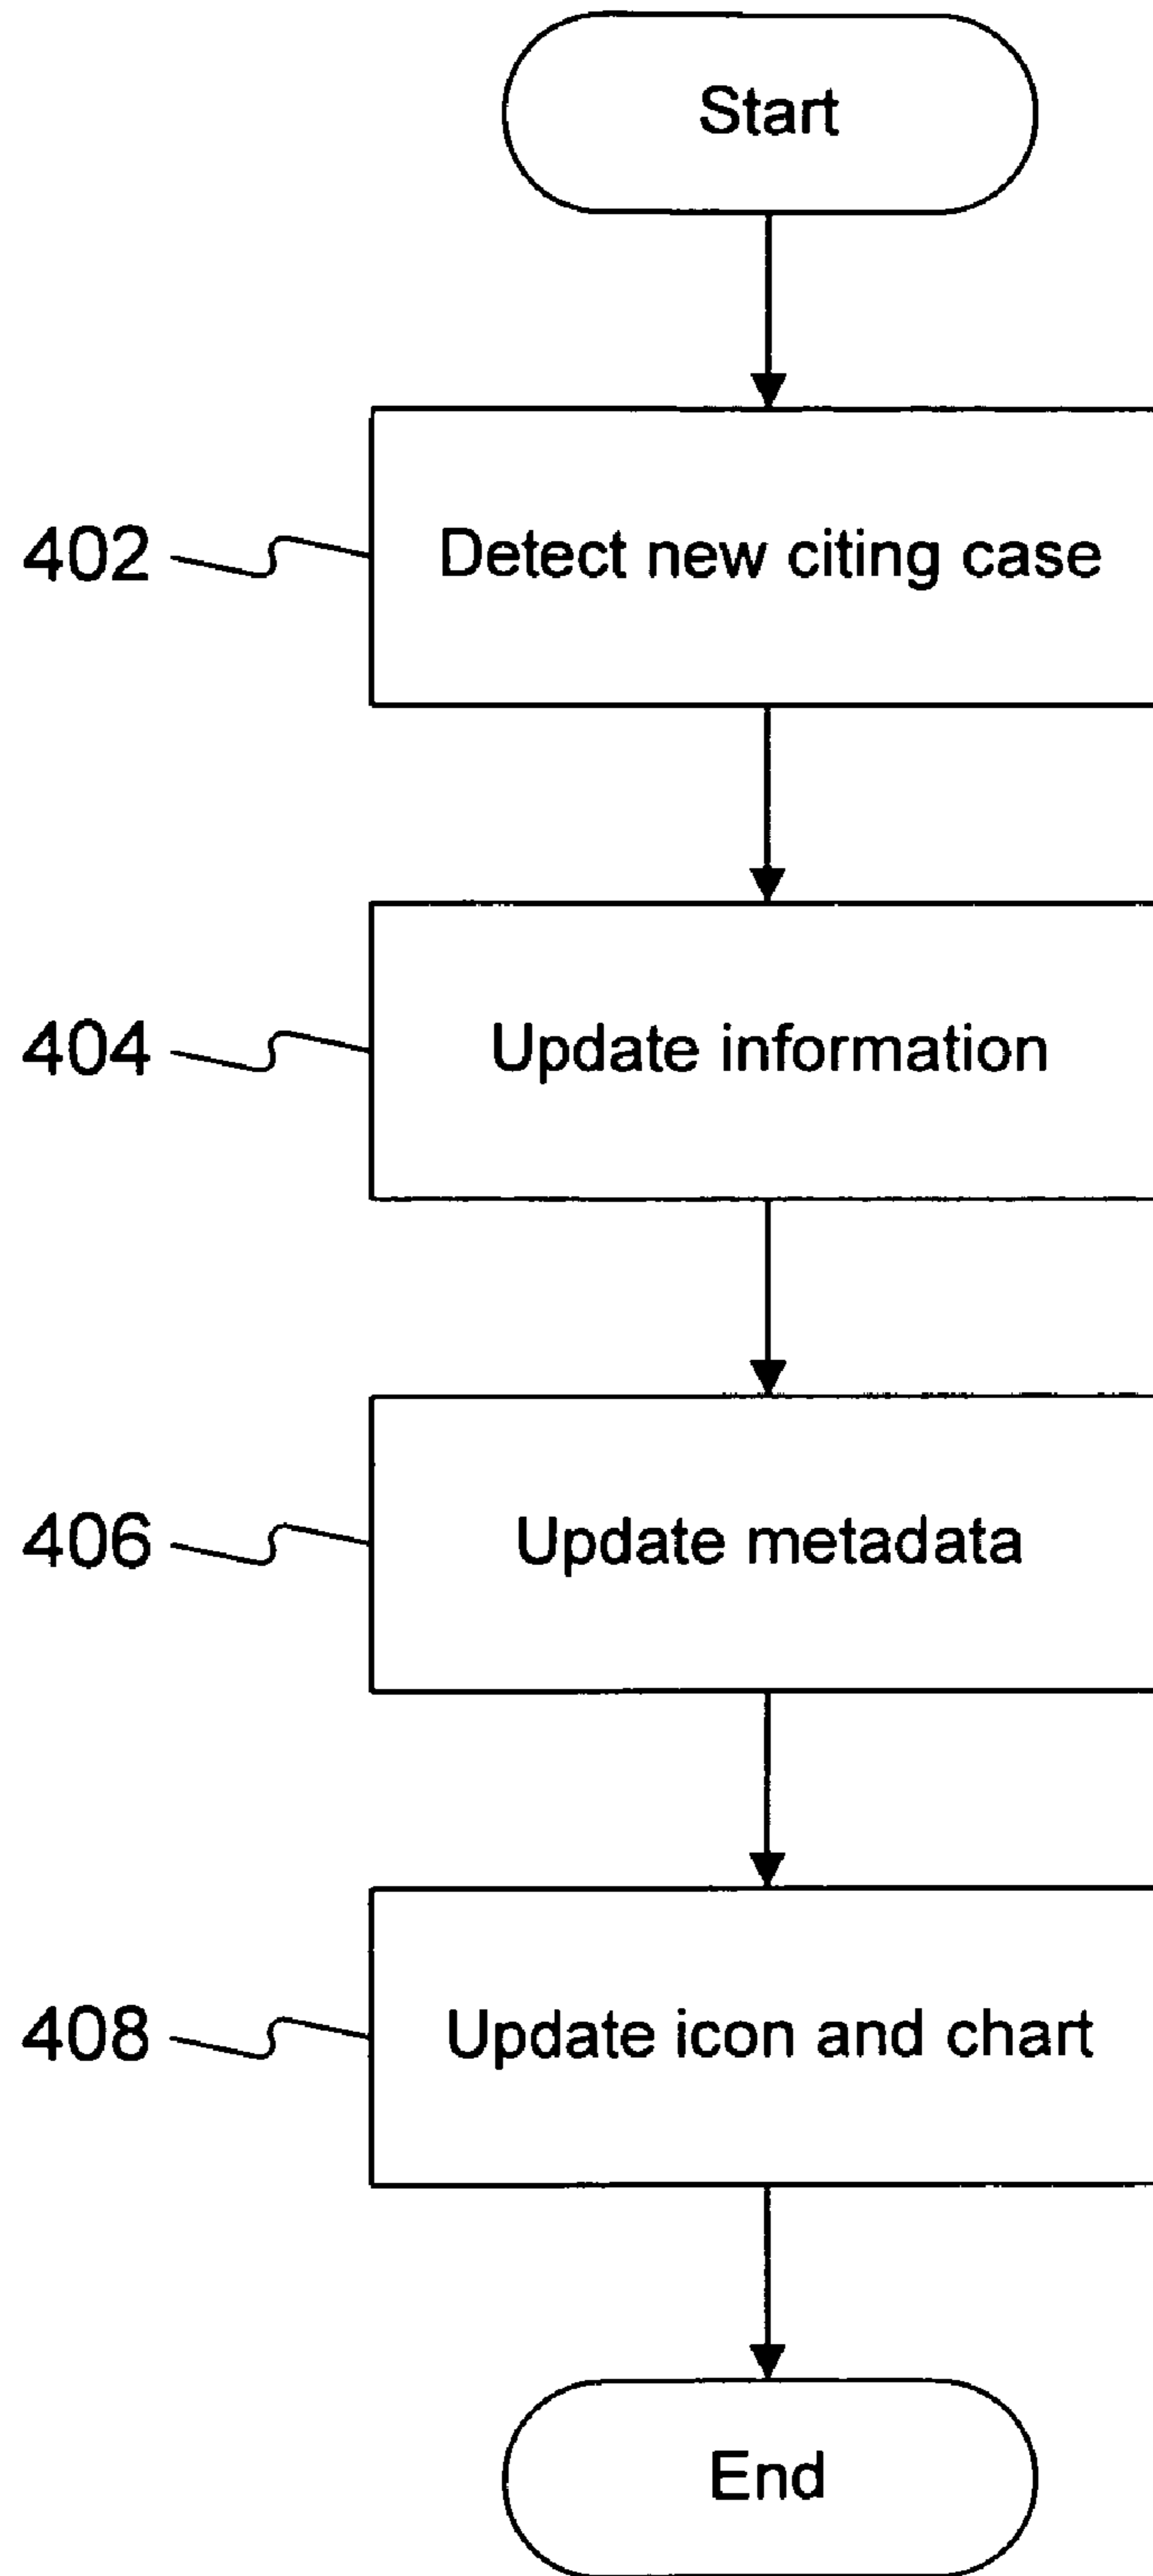 Start
402 Detect new citing case
404 Update information
406 Update metadata
408 Update icon and chart
End